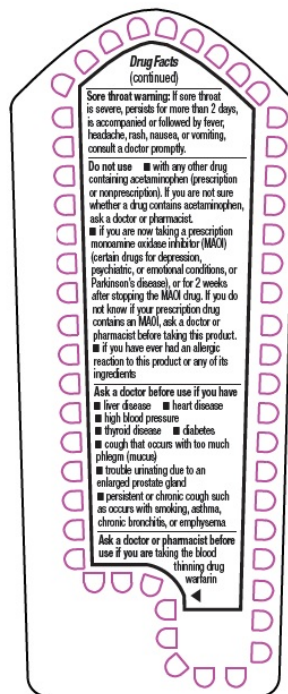 Drug Facts
(continued)
Sore throat warning: If sore throat
is severe, persists for more than 2 days,
is accompanied or followed by fever,
headache, rash, nausea, or vomiting,
consult a doctor promptly.
Do not use ■ with any other drug
containing acetaminophen (prescription
or nonprescription). If you are not sure
whether a drug contains acetaminophen,
ask a doctor or pharmacist.
■ if you are now taking a prescription
monoamine oxidase inhibitor (MAOI)
(certain drugs for depression,
psychiatric, or emotional conditions, or
Parkinson's disease), or for 2 weeks
after stopping the MAOI drug. If you do
not know if your prescription drug
contains an MAOI, ask a doctor or
pharmacist before taking this product.
■ if you have ever had an allergic
reaction to this product or any of its
ingredients
Ask a doctor before use if you have
■ liver disease ■ heart disease
■ high blood pressure
■ thyroid disease ■ diabetes
■ cough that occurs with too much
phlegm (mucus)
■ trouble urinating due to an
enlarged prostate gland
■ persistent or chronic cough such
as occurs with smoking, asthma,
chronic bronchitis, or emphysema
Ask a doctor or pharmacist before
use if you are taking the blood
thinning drug
warfarin